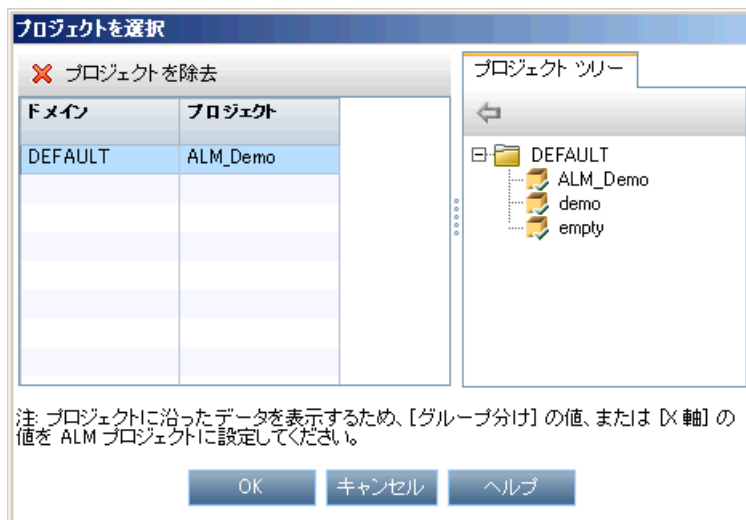 プロジェクトを選択
プロジェクトを除去
ドメイン プロジェクト
DEFAULT ALM_Demo
プロジェクト ツリー
DEFAULT
ALM_Demo
demo
empty
注: プロジェクトに沿ったデータを表示するため、[グループ分け] の値、または [X 軸] の
値を ALM プロジェクトに設定してください。
OK キャンセル ヘルプ